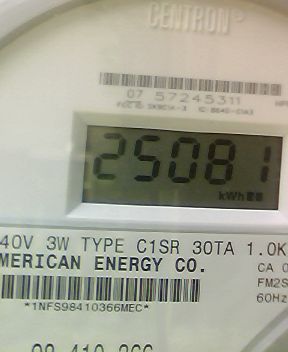 CENTRON®
07 57245311
25081
kWh
40V 3W TYPE C1SR 30TA 1.0K
MERICAN ENERGY CO.
CA 0
FM2S
60Hz
*1NFS98410366MEC*